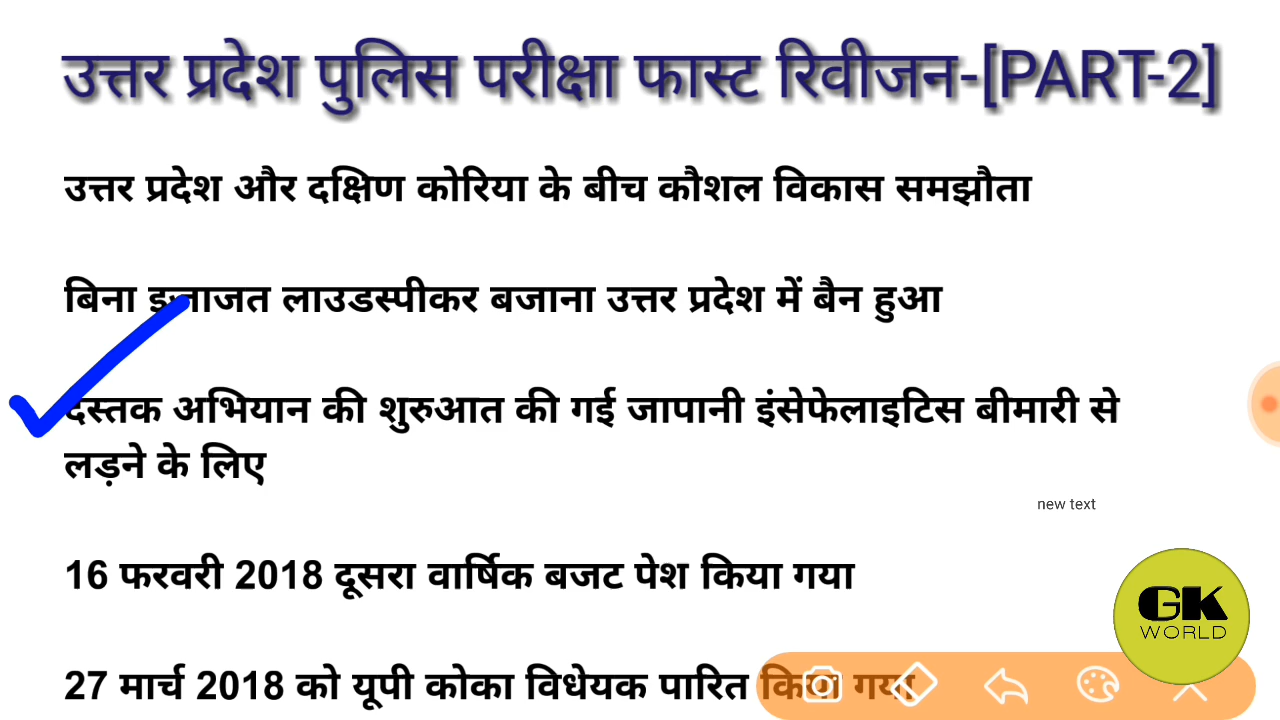 उत्तर प्रदेश पुलिस परीक्षा फास्ट रिवीजन-[PART-2]
उत्तर प्रदेश और दक्षिण कोरिया के बीच कौशल विकास समझौता
बिना इजाजत लाउडस्पीकर बजाना उत्तर प्रदेश में बैन हुआ
दस्तक अभियान की शुरुआत की गई जापानी इंसेफेलाइटिस बीमारी से
लड़ने के लिए
new text
16 फरवरी 2018 दूसरा वार्षिक बजट पेश किया गया
GK
WORLD
27 मार्च 2018 को यूपी कोका विधेयक पारित किया गया